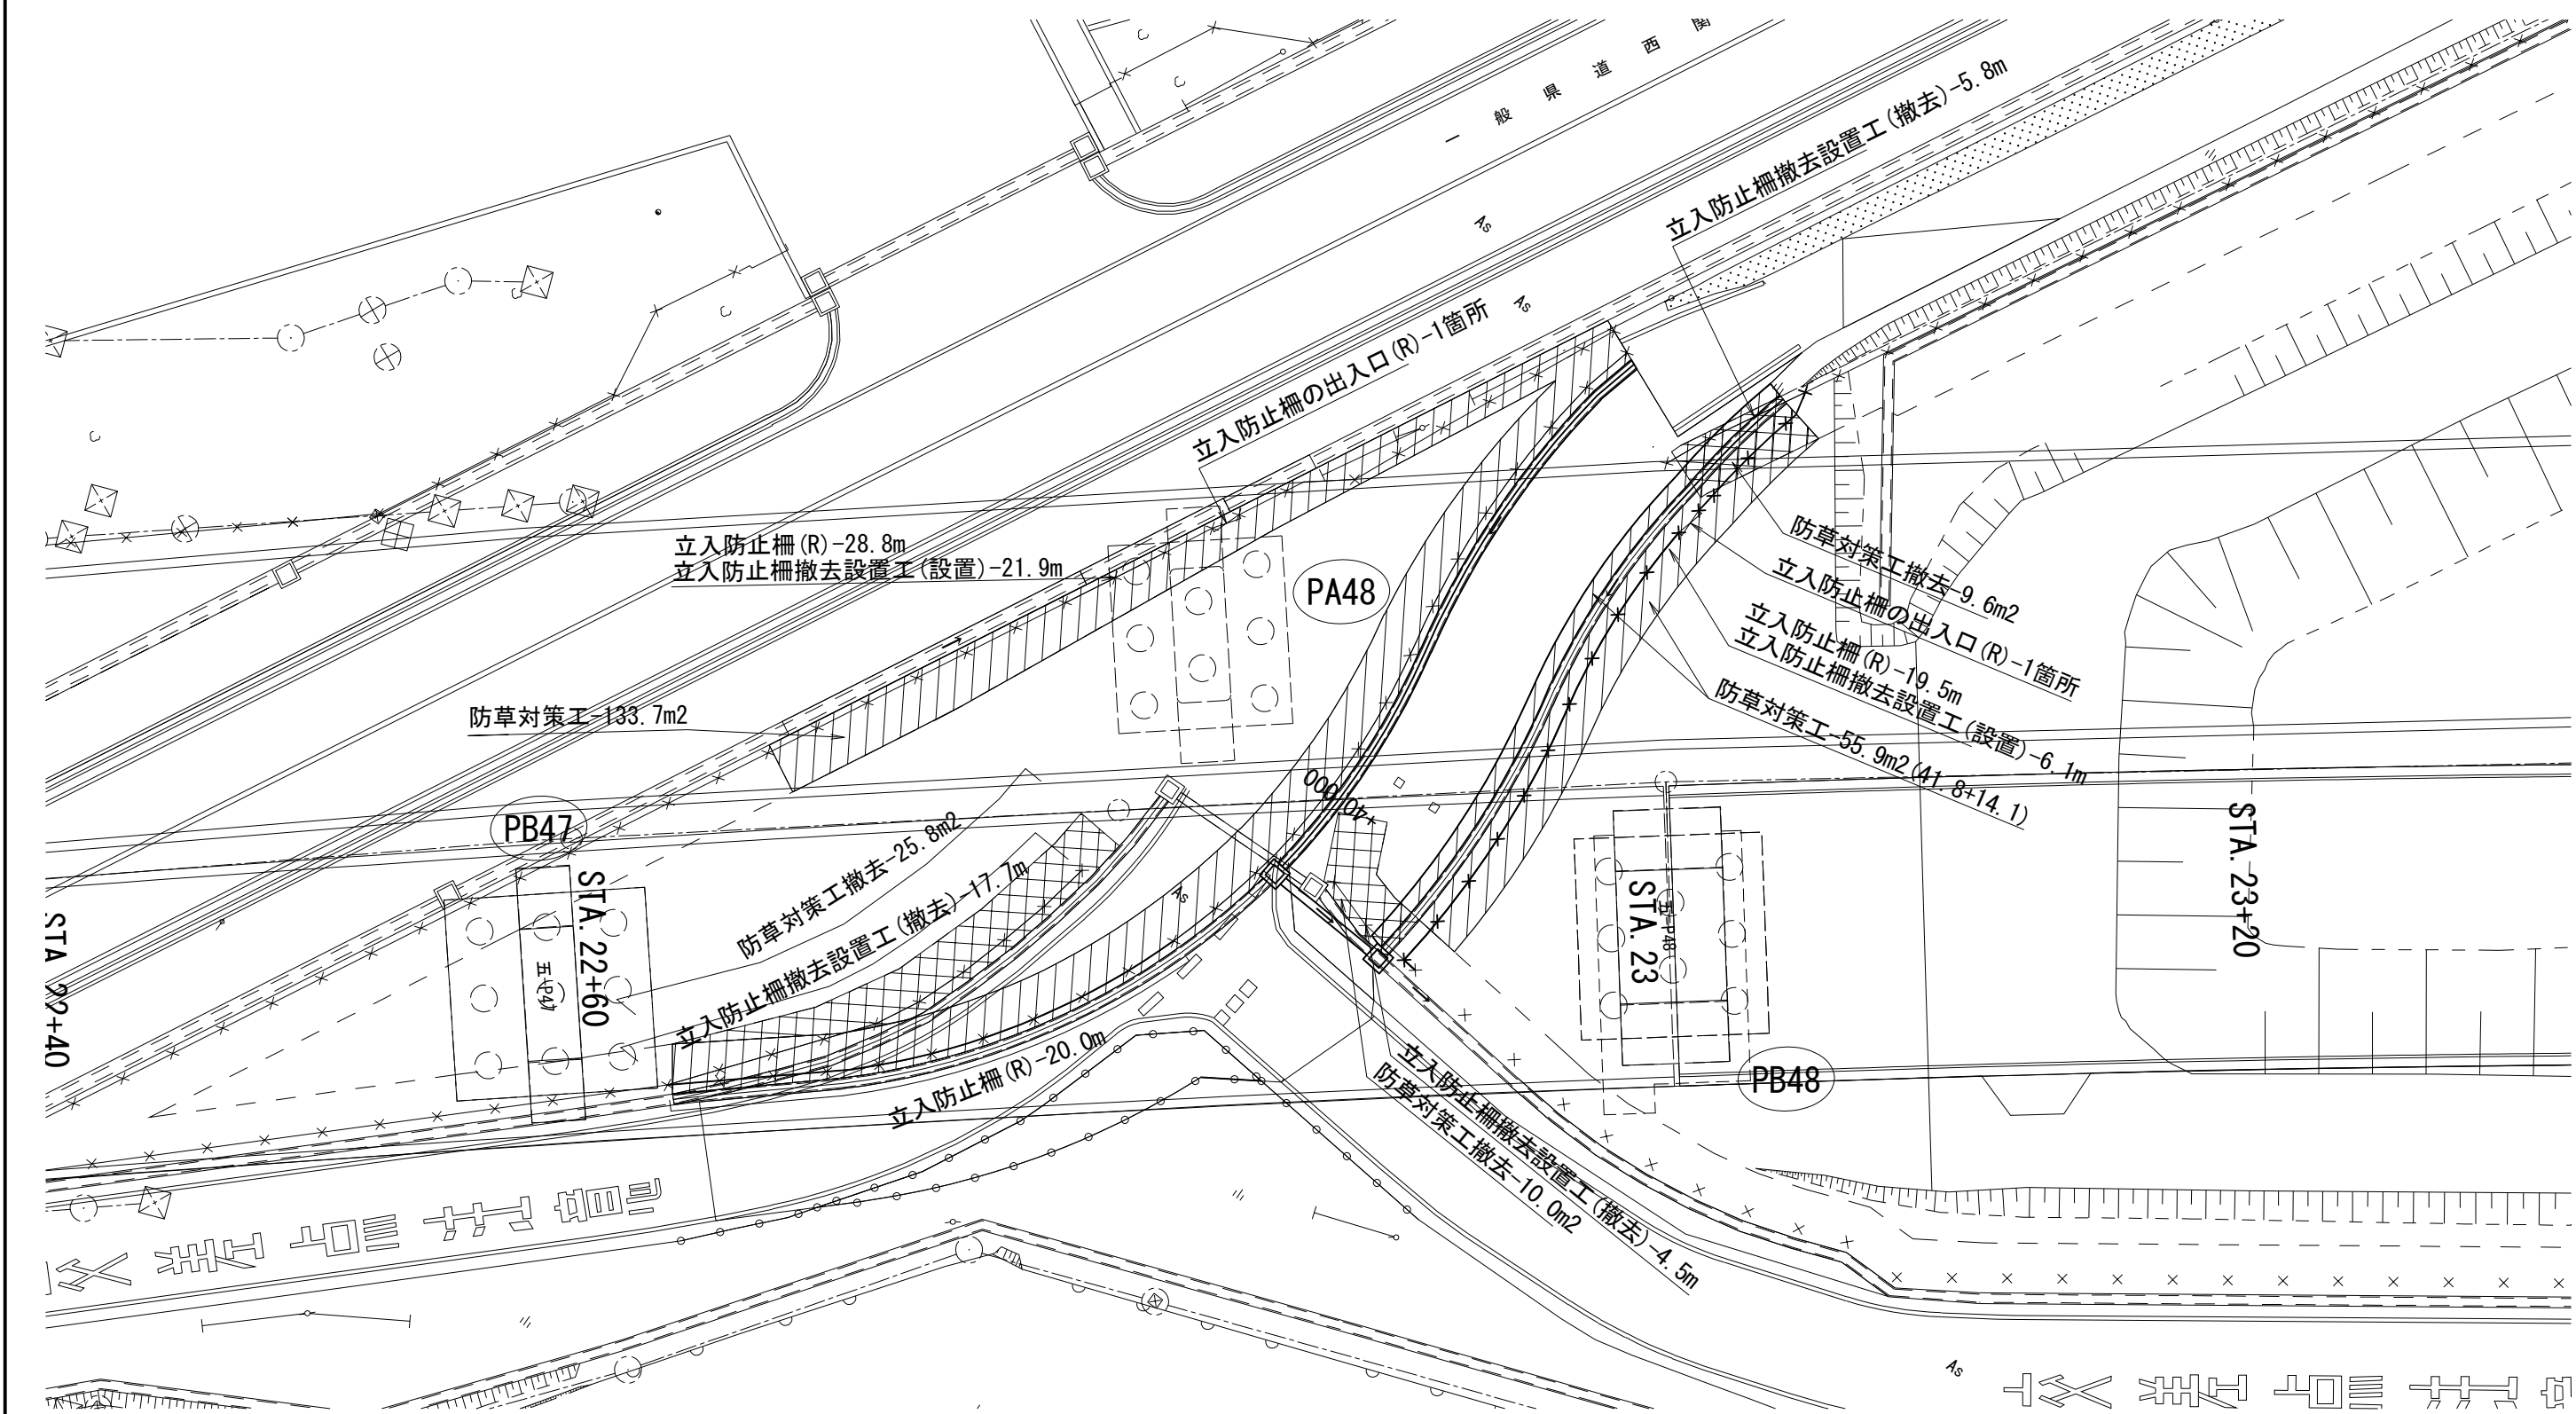 一般県道西関
立入防止柵撤去設置工(撤去)-5.8m
As
As
立入防止柵の出入口(R)-1箇所
立入防止柵(R)-28.8m
立入防止柵撤去設置工(設置)-21.9m
PA48
防草対策工撤去-9.6m2
立入防止柵の出入口(R)-1箇所
立入防止柵(R)-19.5m
立入防止柵撤去設置工(設置)-6.1m
防草対策工-55.9m2(41.8+14.1)
防草対策工-133.7m2
+40.000
PB47
防草対策工撤去-25.8m2
立入防止柵撤去設置工(撤去)-17.7m
As
STA. 22+40
STA. 22+60
STA. 23
STA. 23+20
PB48
立入防止柵(R)-20.0m
立入防止柵撤去設置工(撤去)-4.5m
防草対策工撤去-10.0m2
As